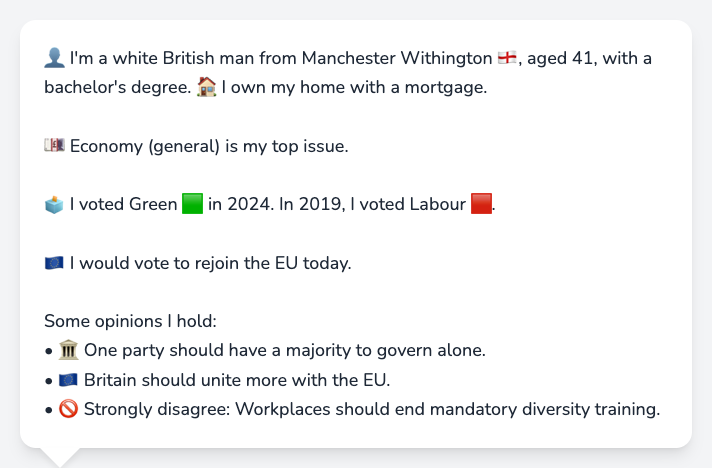 👤 I'm a white British man from Manchester Withington 🏴󠁧󠁢󠁥󠁮󠁧󠁿, aged 41, with a
bachelor's degree. 🏠 I own my home with a mortgage.
💷 Economy (general) is my top issue.
🗳️ I voted Green 🟩 in 2024. In 2019, I voted Labour 🟥.
🇪🇺 I would vote to rejoin the EU today.
Some opinions I hold:
• 🏛️ One party should have a majority to govern alone.
• 🇪🇺 Britain should unite more with the EU.
• 🚫 Strongly disagree: Workplaces should end mandatory diversity training.